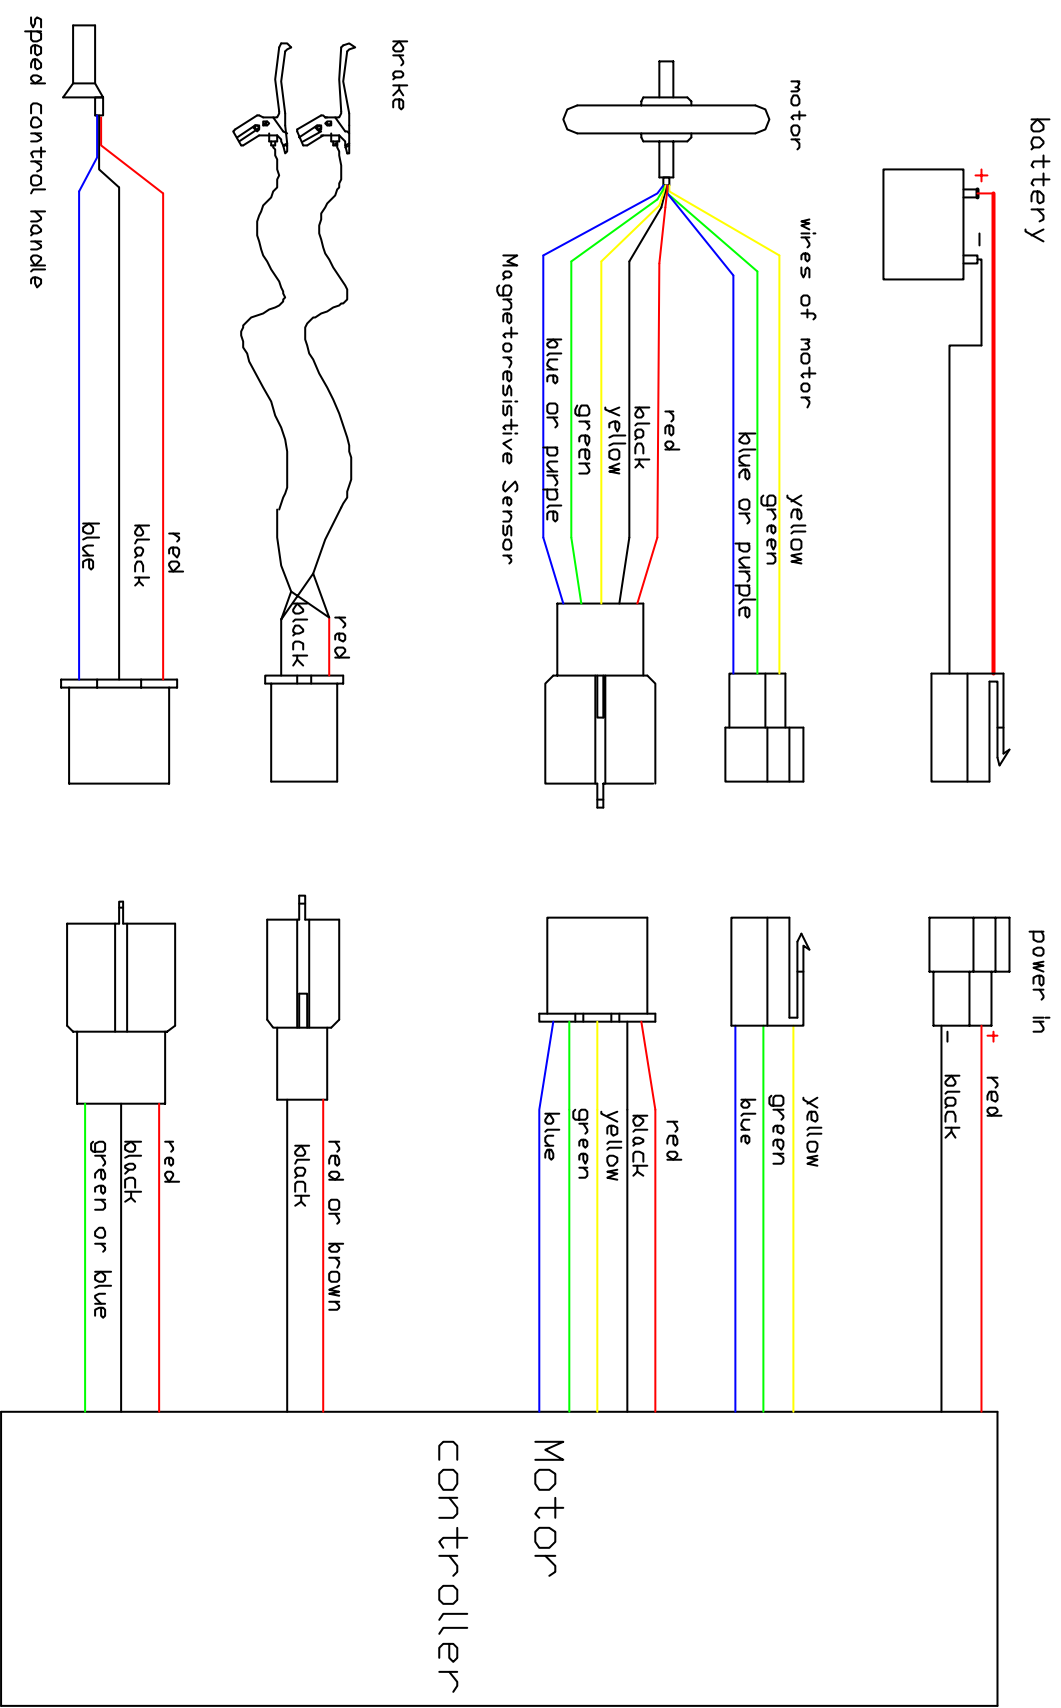 battery
+
-
power in
+
-
red
black
motor
wires of motor
yellow
green
blue or purple
yellow
green
blue
Magnetoresistive Sensor
red
black
yellow
green
blue or purple
red
black
yellow
green
blue
brake
red
black
red or brown
black
speed control handle
red
black
blue
red
black
green or blue
Motor
controller